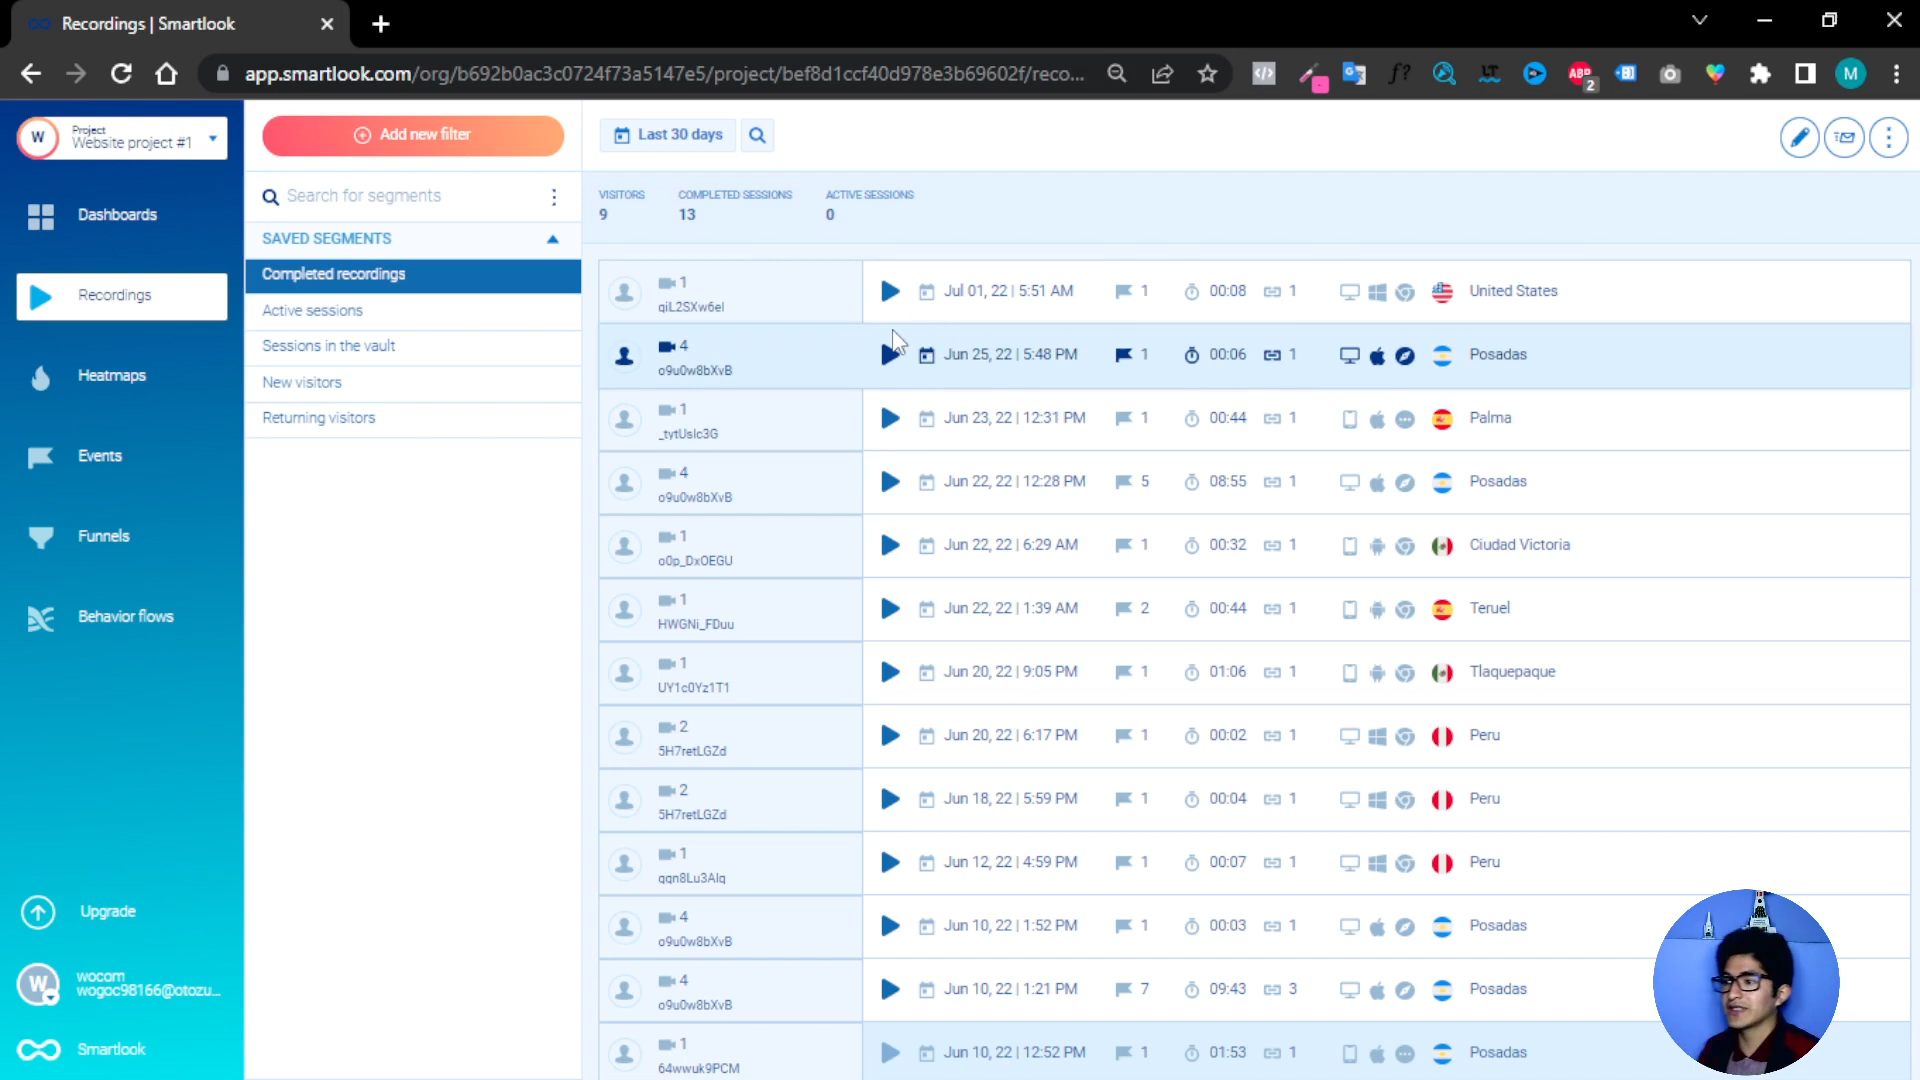 Recordings | Smartlook
app.smartlook.com/org/b692b0ac3c0724f73a5147e5/project/bef8d1ccf40d978e3b69602f/reco...
ABP
2
M
W
Project
Website project #1
Dashboards
Recordings
Heatmaps
Events
Funnels
Behavior flows
Upgrade
W
wocom
wogoc98166@otozu...
Smartlook
Add new filter
Search for segments
SAVED SEGMENTS
Completed recordings
Active sessions
Sessions in the vault
New visitors
Returning visitors
Last 30 days
VISITORS COMPLETED SESSIONS ACTIVE SESSIONS
9 13 0
1 Jul 01, 22 | 5:51 AM 1 00:08 1 United States
qiL2SXw6el
4 Jun 25, 22 | 5:48 PM 1 00:06 1 Posadas
o9u0w8bXvB
1 Jun 23, 22 | 12:31 PM 1 00:44 1 Palma
_tytUslc3G
4 Jun 22, 22 | 12:28 PM 5 08:55 1 Posadas
o9u0w8bXvB
1 Jun 22, 22 | 6:29 AM 1 00:32 1 Ciudad Victoria
o0p_DxOEGU
1 Jun 22, 22 | 1:39 AM 2 00:44 1 Teruel
HWGNi_FDuu
1 Jun 20, 22 | 9:05 PM 1 01:06 1 Tlaquepaque
UY1c0Yz1T1
2 Jun 20, 22 | 6:17 PM 1 00:02 1 Peru
5H7retLGZd
2 Jun 18, 22 | 5:59 PM 1 00:04 1 Peru
5H7retLGZd
1 Jun 12, 22 | 4:59 PM 1 00:07 1 Peru
qqn8Lu3Alq
4 Jun 10, 22 | 1:52 PM 1 00:03 1 Posadas
o9u0w8bXvB
4 Jun 10, 22 | 1:21 PM 7 09:43 3 Posadas
o9u0w8bXvB
1 Jun 10, 22 | 12:52 PM 1 01:53 1 Posadas
64wwuk9PCM